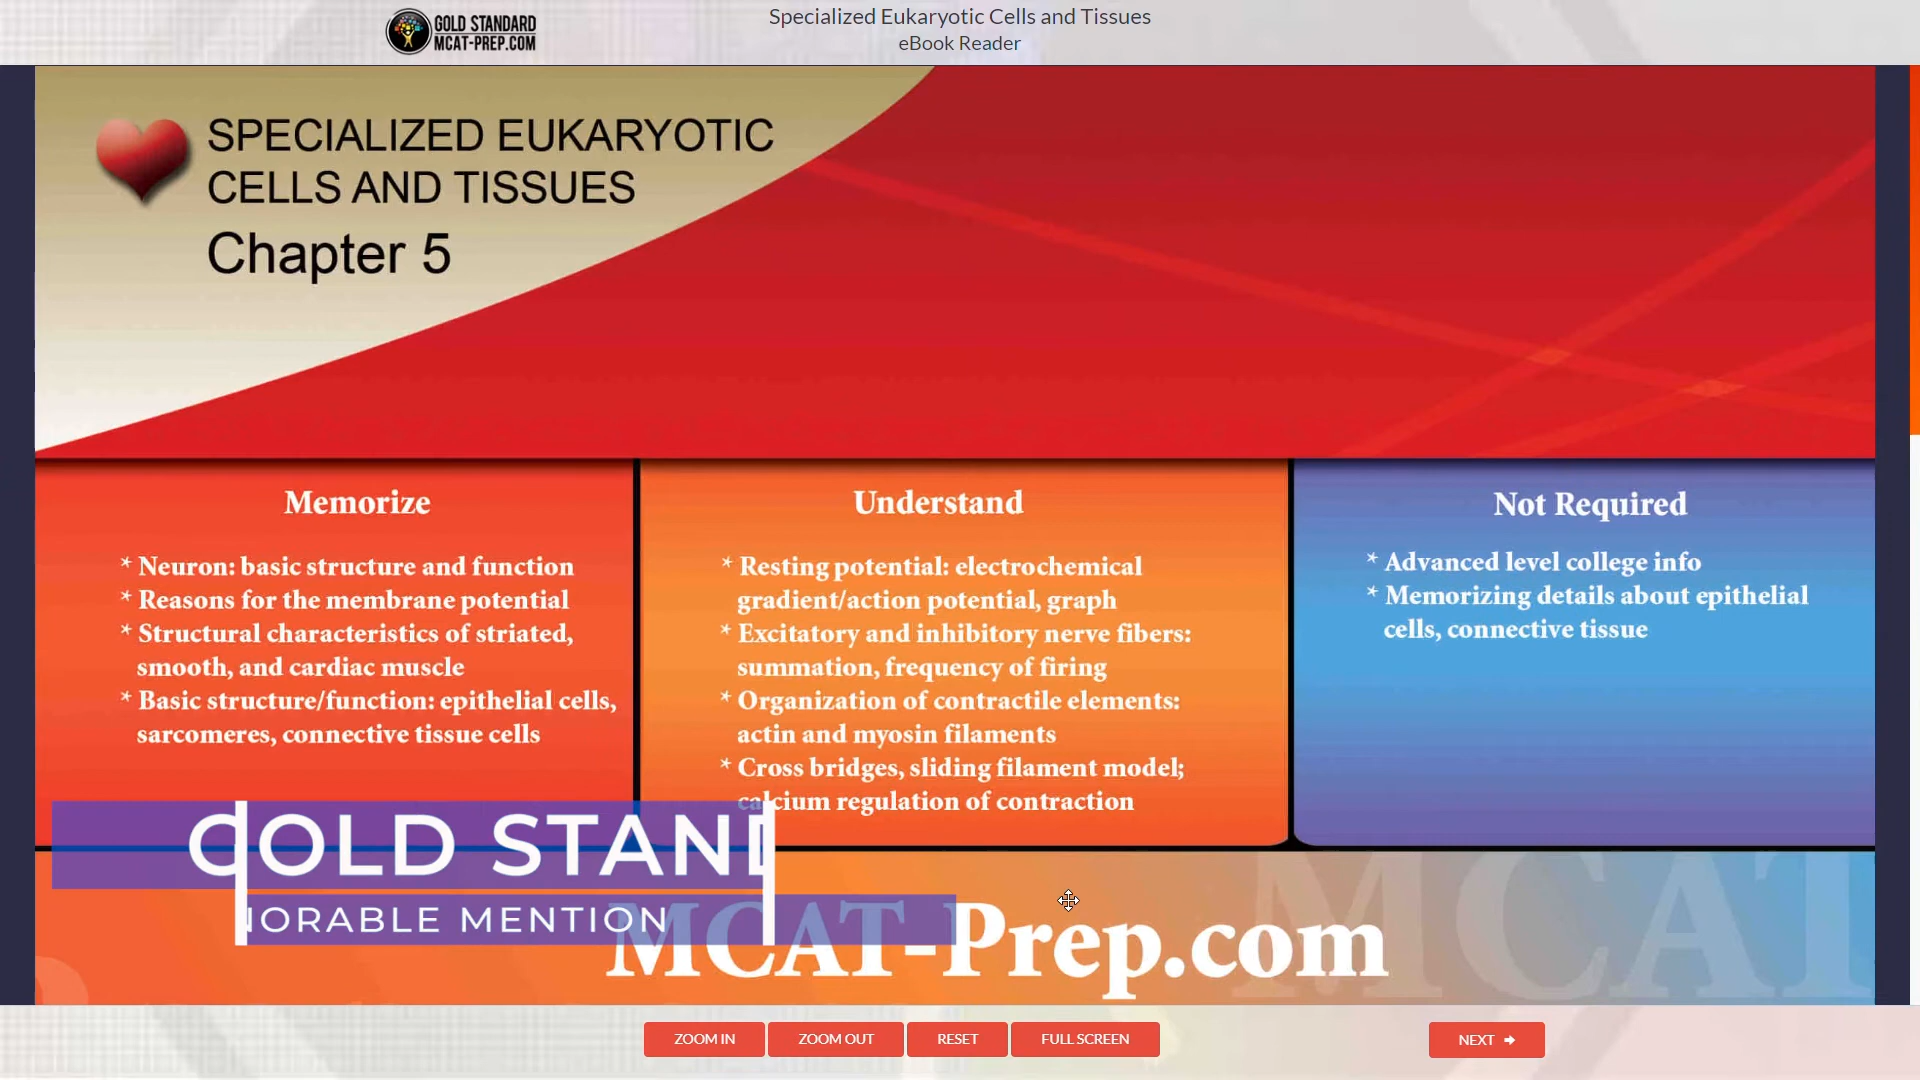 GOLD STANDARD
MCAT-PREP.COM
Specialized Eukaryotic Cells and Tissues
eBook Reader
SPECIALIZED EUKARYOTIC
CELLS AND TISSUES
Chapter 5
Memorize
* Neuron: basic structure and function
* Reasons for the membrane potential
* Structural characteristics of striated,
smooth, and cardiac muscle
* Basic structure/function: epithelial cells,
sarcomeres, connective tissue cells
Understand
* Resting potential: electrochemical
gradient/action potential, graph
* Excitatory and inhibitory nerve fibers:
summation, frequency of firing
* Organization of contractile elements:
actin and myosin filaments
* Cross bridges, sliding filament model;
calcium regulation of contraction
Not Required
* Advanced level college info
* Memorizing details about epithelial
cells, connective tissue
GOLD STAND
NORABLE MENTION
MCAT-Prep.com
MCAT
ZOOM IN
ZOOM OUT
RESET
FULL SCREEN
NEXT